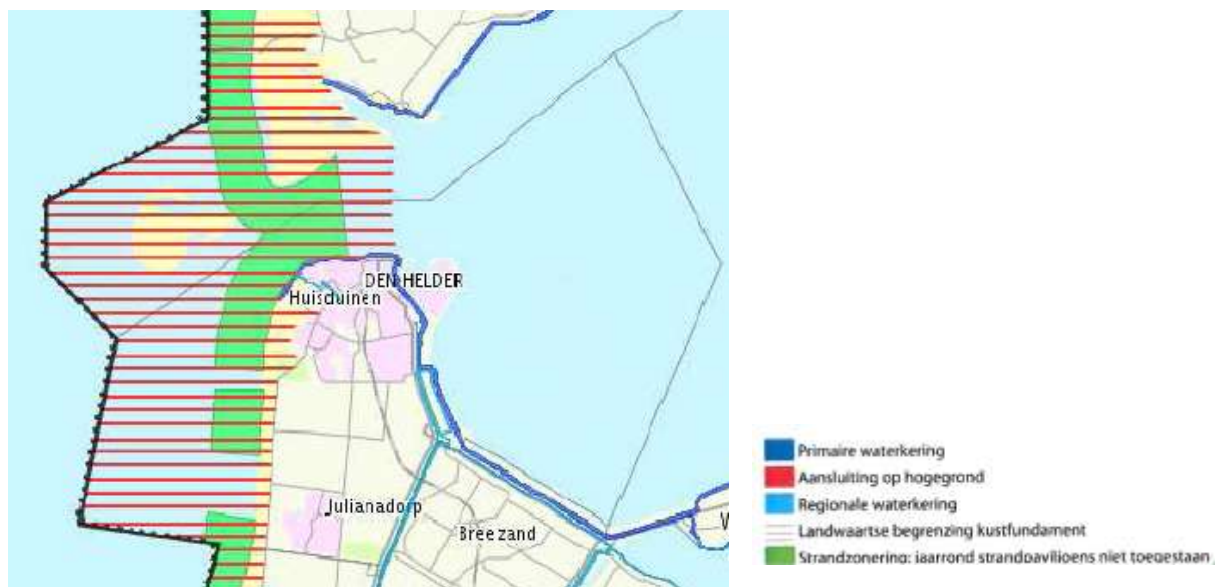 DEN HELDER
Huisduinen
Julianadorp
Breezand
W
Primaire waterkering
Aansluiting op hogegrond
Regionale waterkering
Landwaartse begrenzing kustfundament
Strandzonering: jaarrond strandpaviljoens niet toegestaan